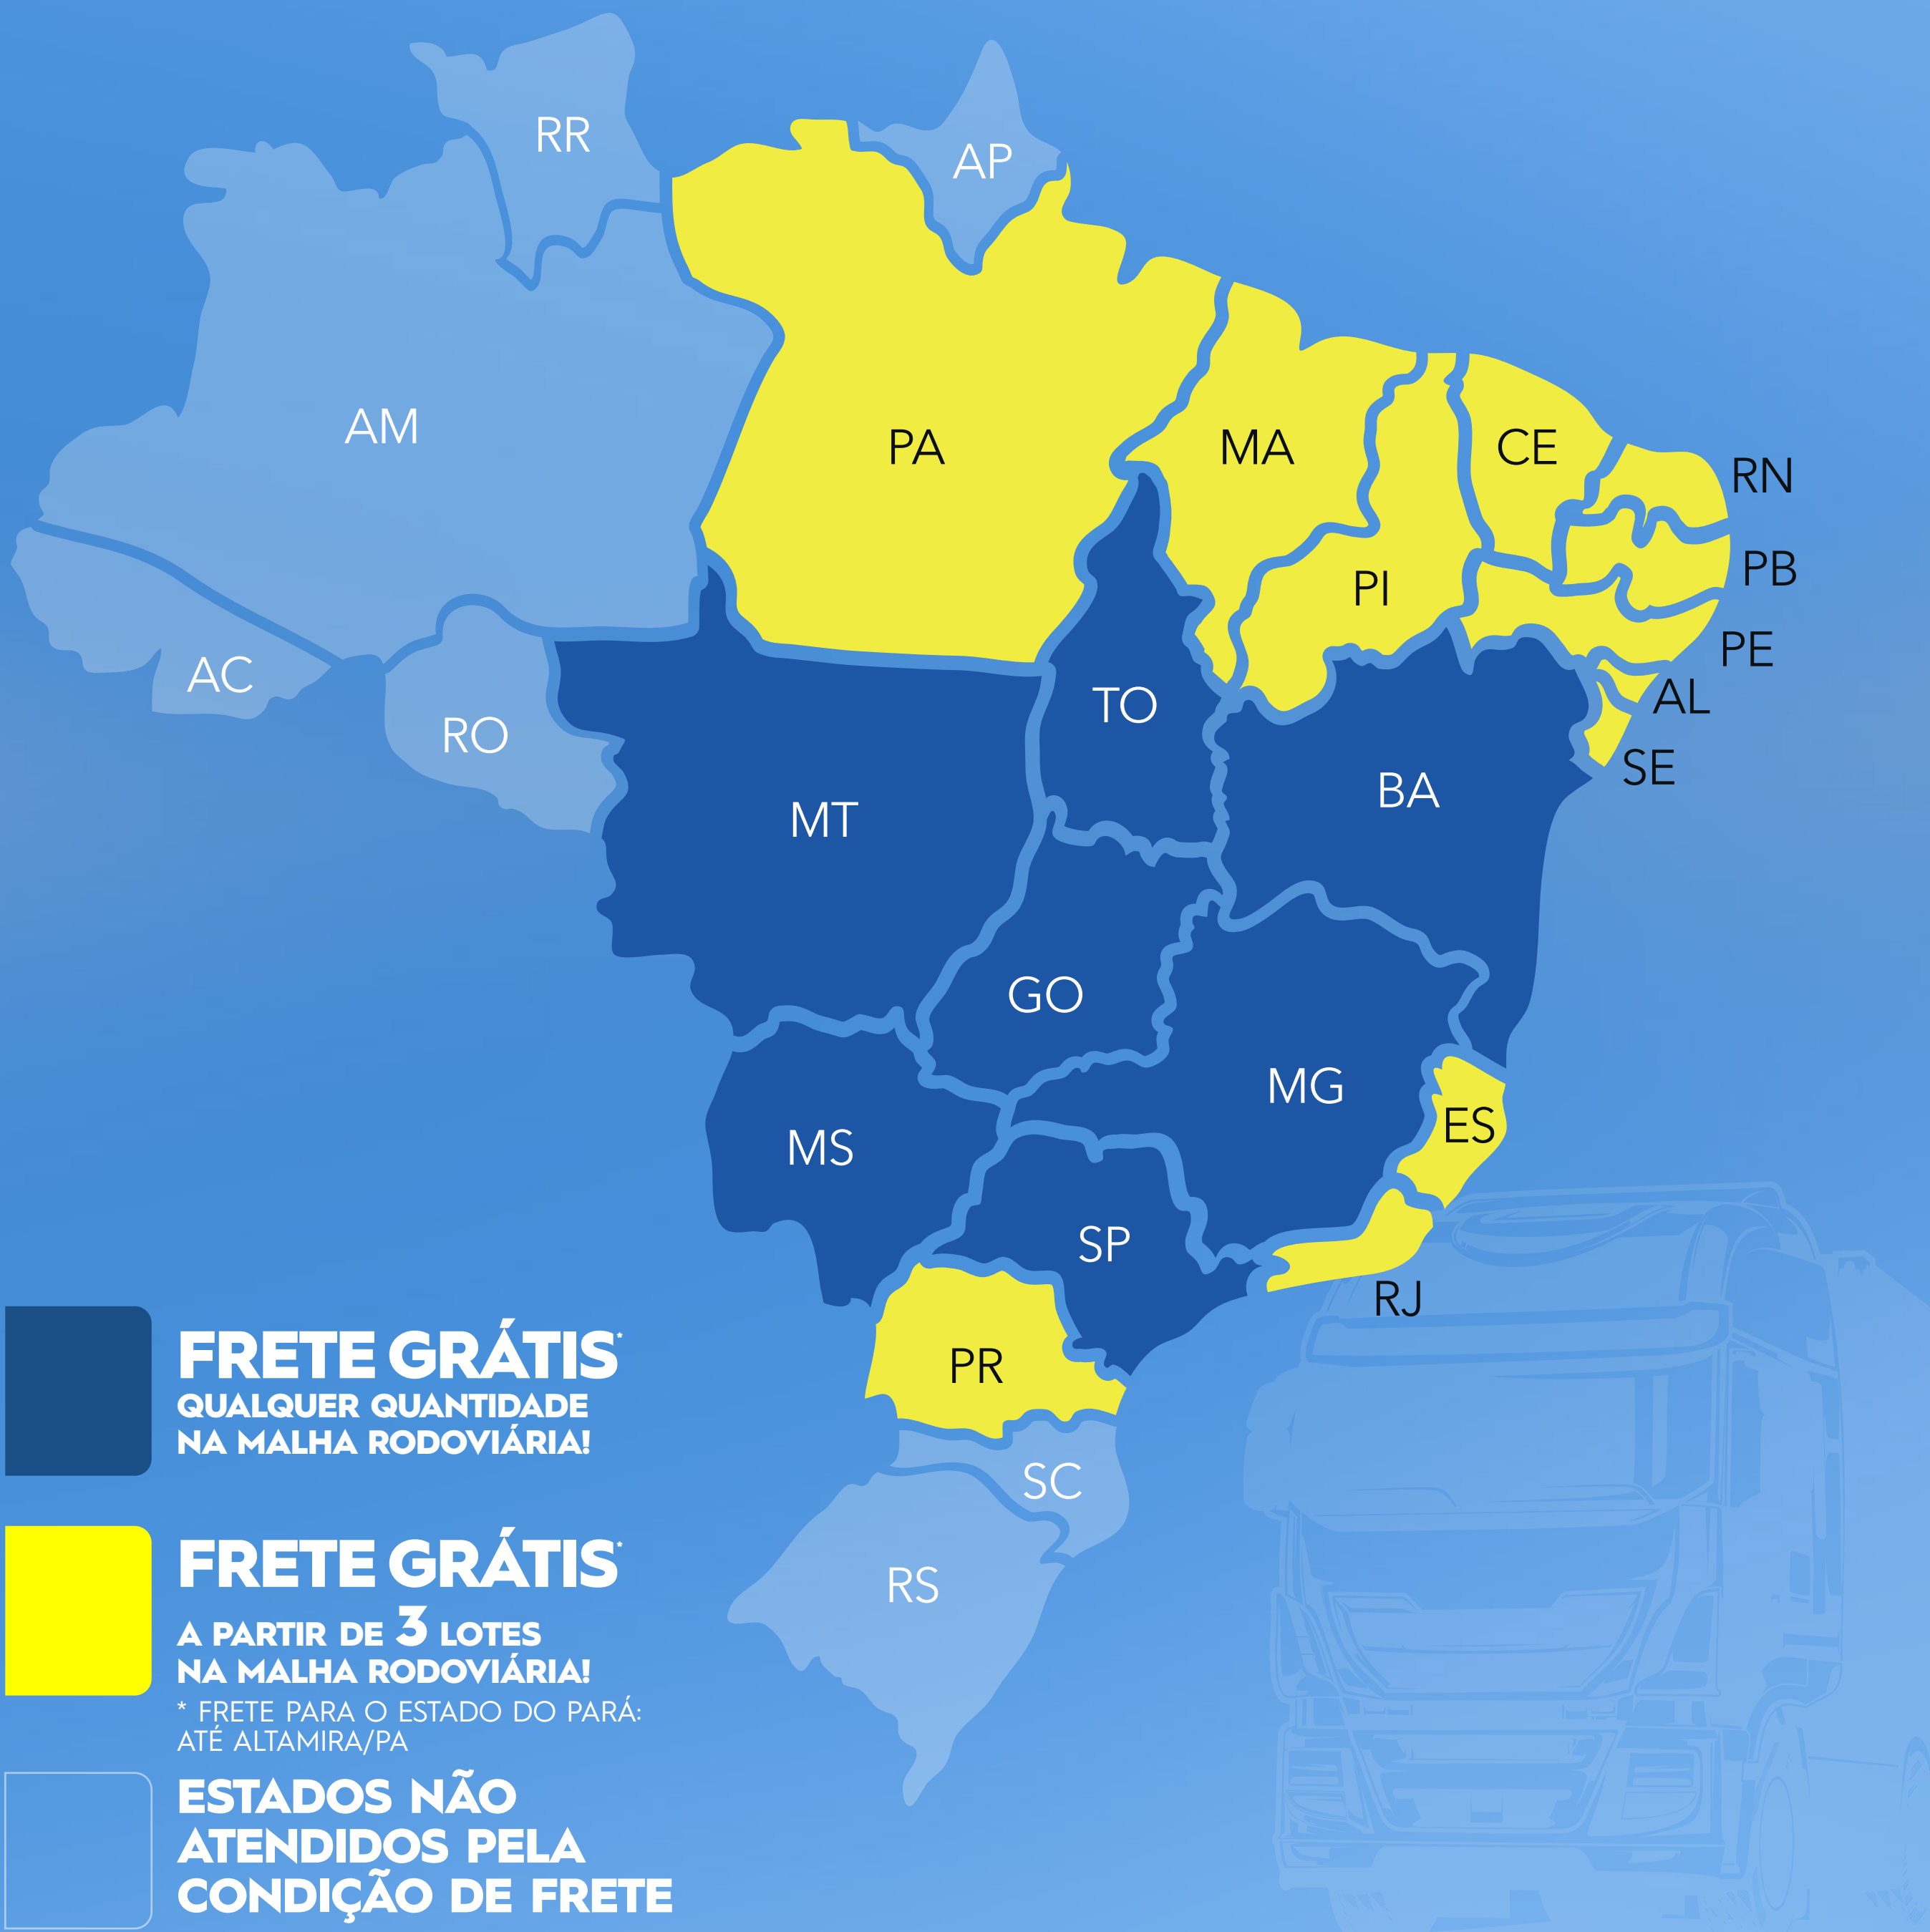 RR
AP
AM
PA
MA
CE
RN
PB
PI
PE
AC
AL
TO
RO
SE
BA
MT
GO
MG
ES
MS
SP
RJ
FRETE GRÁTIS*
QUALQUER QUANTIDADE
NA MALHA RODOVIÁRIA!
PR
SC
FRETE GRÁTIS*
A PARTIR DE 3 LOTES
NA MALHA RODOVIÁRIA!
* FRETE PARA O ESTADO DO PARÁ:
ATÉ ALTAMIRA/PA
RS
ESTADOS NÃO
ATENDIDOS PELA
CONDIÇÃO DE FRETE